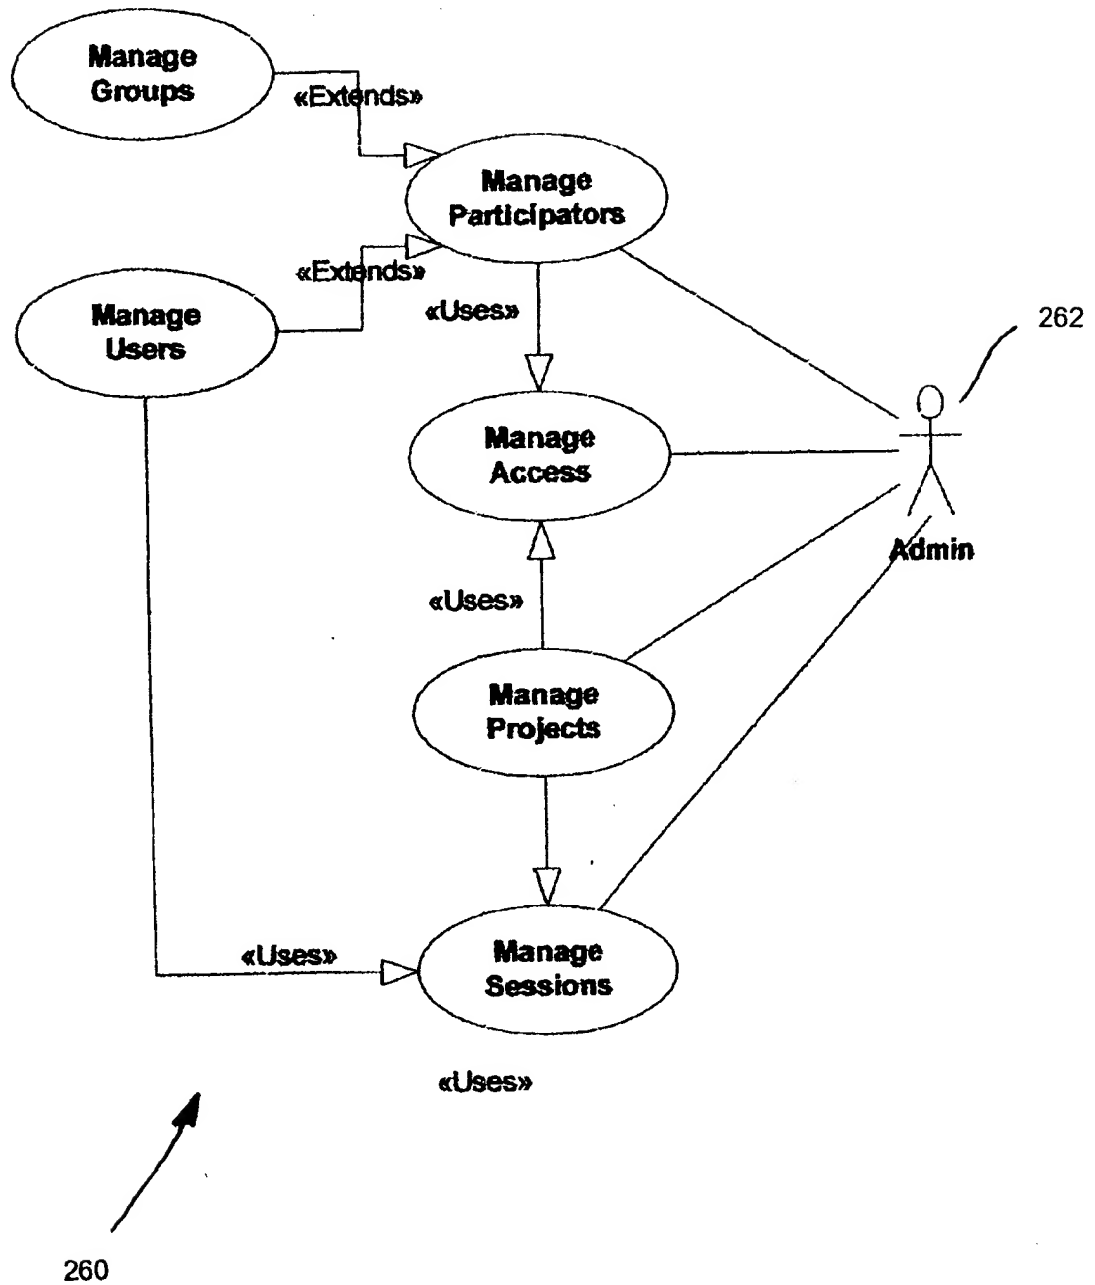 Manage
Groups
«Extends»
Manage
Participators
«Extends»
Manage
Users
«Uses»
262
Manage
Access
Admin
«Uses»
Manage
Projects
«Uses»
Manage
Sessions
«Uses»
260